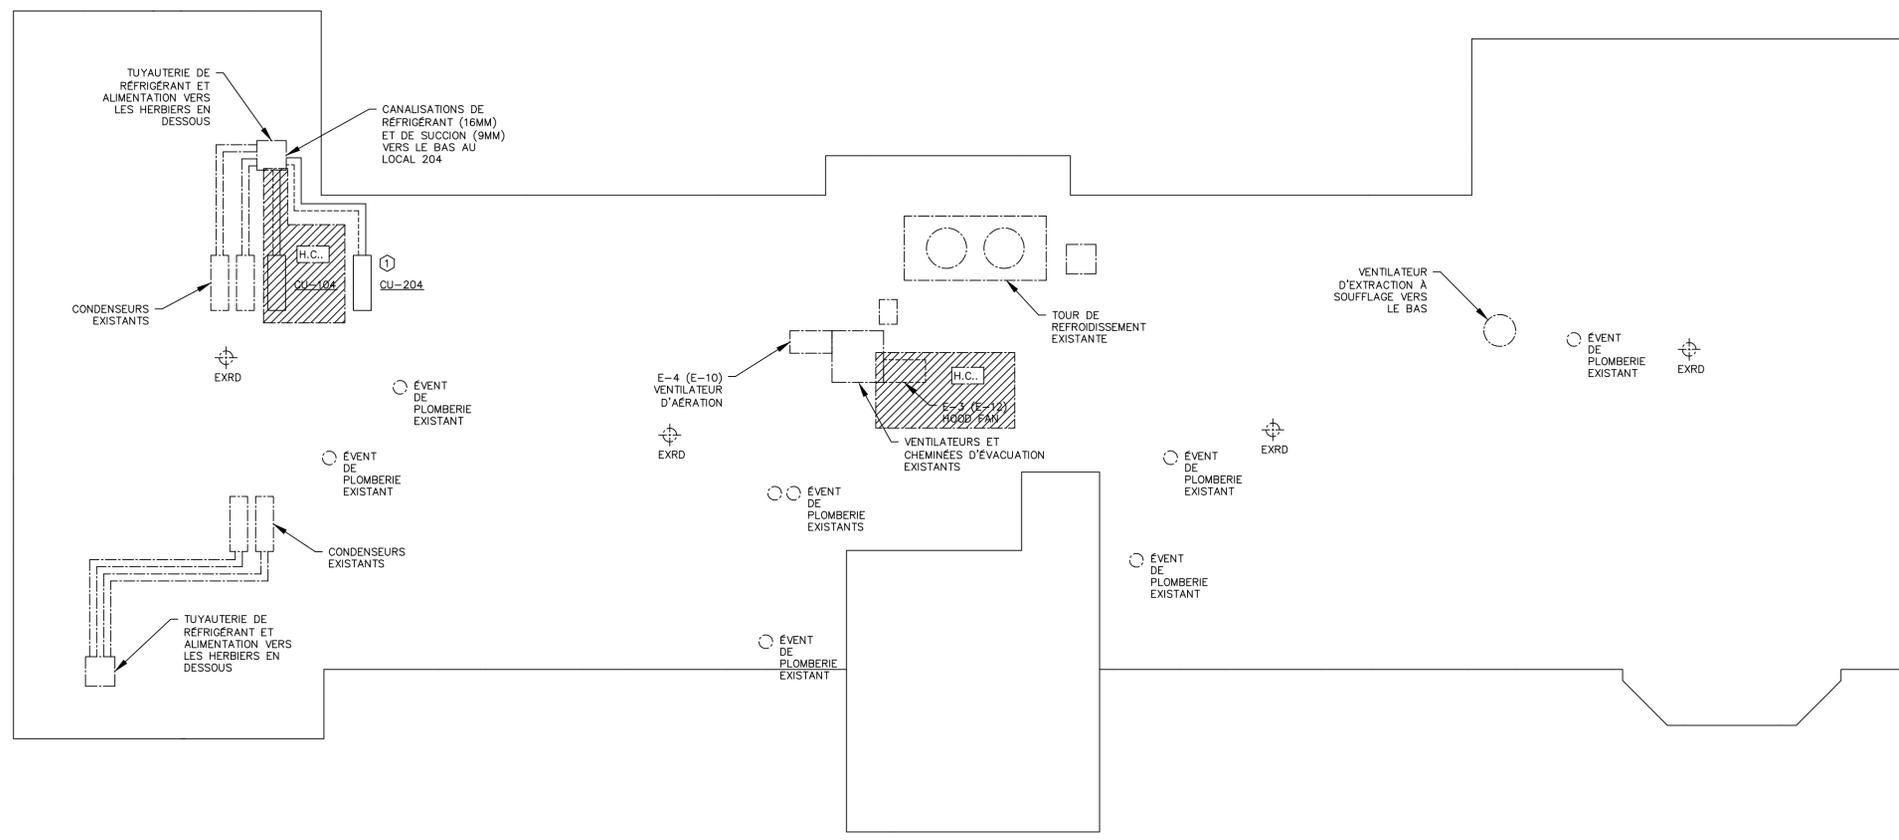 TUYAUTERIE DE
RÉFRIGÉRANT ET
ALIMENTATION VERS
LES HERBIERS EN
DESSOUS
CANALISATIONS DE
RÉFRIGÉRANT (16MM)
ET DE SUCCION (9MM)
VERS LE BAS AU
LOCAL 204
H.C..
1
CU-104
CU-204
CONDENSEURS
EXISTANTS
EXRD
ÉVENT
DE
PLOMBERIE
EXISTANT
ÉVENT
DE
PLOMBERIE
EXISTANT
CONDENSEURS
EXISTANTS
TUYAUTERIE DE
RÉFRIGÉRANT ET
ALIMENTATION VERS
LES HERBIERS EN
DESSOUS
TOUR DE
REFROIDISSEMENT
EXISTANTE
E-4 (E-10)
VENTILATEUR
D'AÉRATION
H.C..
E-3 (E-12)
HOOD FAN
VENTILATEURS ET
CHEMINÉES D'ÉVACUATION
EXISTANTS
EXRD
ÉVENT
DE
PLOMBERIE
EXISTANTS
ÉVENT
DE
PLOMBERIE
EXISTANT
VENTILATEUR
D'EXTRACTION À
SOUFFLAGE VERS
LE BAS
ÉVENT
DE
PLOMBERIE
EXISTANT
EXRD
EXRD
ÉVENT
DE
PLOMBERIE
EXISTANT
ÉVENT
DE
PLOMBERIE
EXISTANT